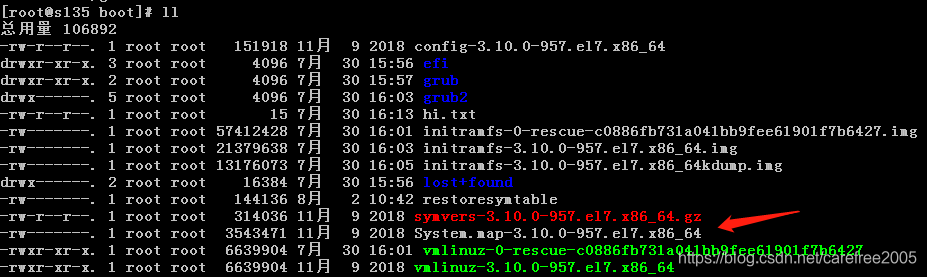 [root@s135 boot]# ll
总用量 106892
-rw-r--r--. 1 root root 151918 11月 9 2018 config-3.10.0-957.el7.x86_64
drwxr-xr-x. 3 root root 4096 7月 30 15:56 efi
drwxr-xr-x. 2 root root 4096 7月 30 15:57 grub
drwx------. 5 root root 4096 7月 30 16:03 grub2
-rw-r--r--. 1 root root 15 7月 30 16:13 hi.txt
-rw-------. 1 root root 57412428 7月 30 16:01 initramfs-0-rescue-c0886fb731a041bb9fee61901f7b6427.img
-rw-------. 1 root root 21379638 7月 30 16:05 initramfs-3.10.0-957.el7.x86_64.img
-rw-------. 1 root root 13176073 7月 30 16:05 initramfs-3.10.0-957.el7.x86_64kdump.img
drwx------. 2 root root 16384 7月 30 15:56 lost+found
-rw-------. 1 root root 144136 8月 2 10:42 restoresymtable
-rw-r--r--. 1 root root 314036 11月 9 2018 symvers-3.10.0-957.el7.x86_64.gz
-rw-------. 1 root root 3543471 11月 9 2018 System.map-3.10.0-957.el7.x86_64
-rwxr-xr-x. 1 root root 6639904 7月 30 16:01 vmlinuz-0-rescue-c0886fb731a041bb9fee61901f7b6427
-rwxr-xr-x. 1 root root 6639904 11月 9 2018 vmlinuz-3.10.0-957.el7.x86_64
https://blog.csdn.net/cafeifee2005